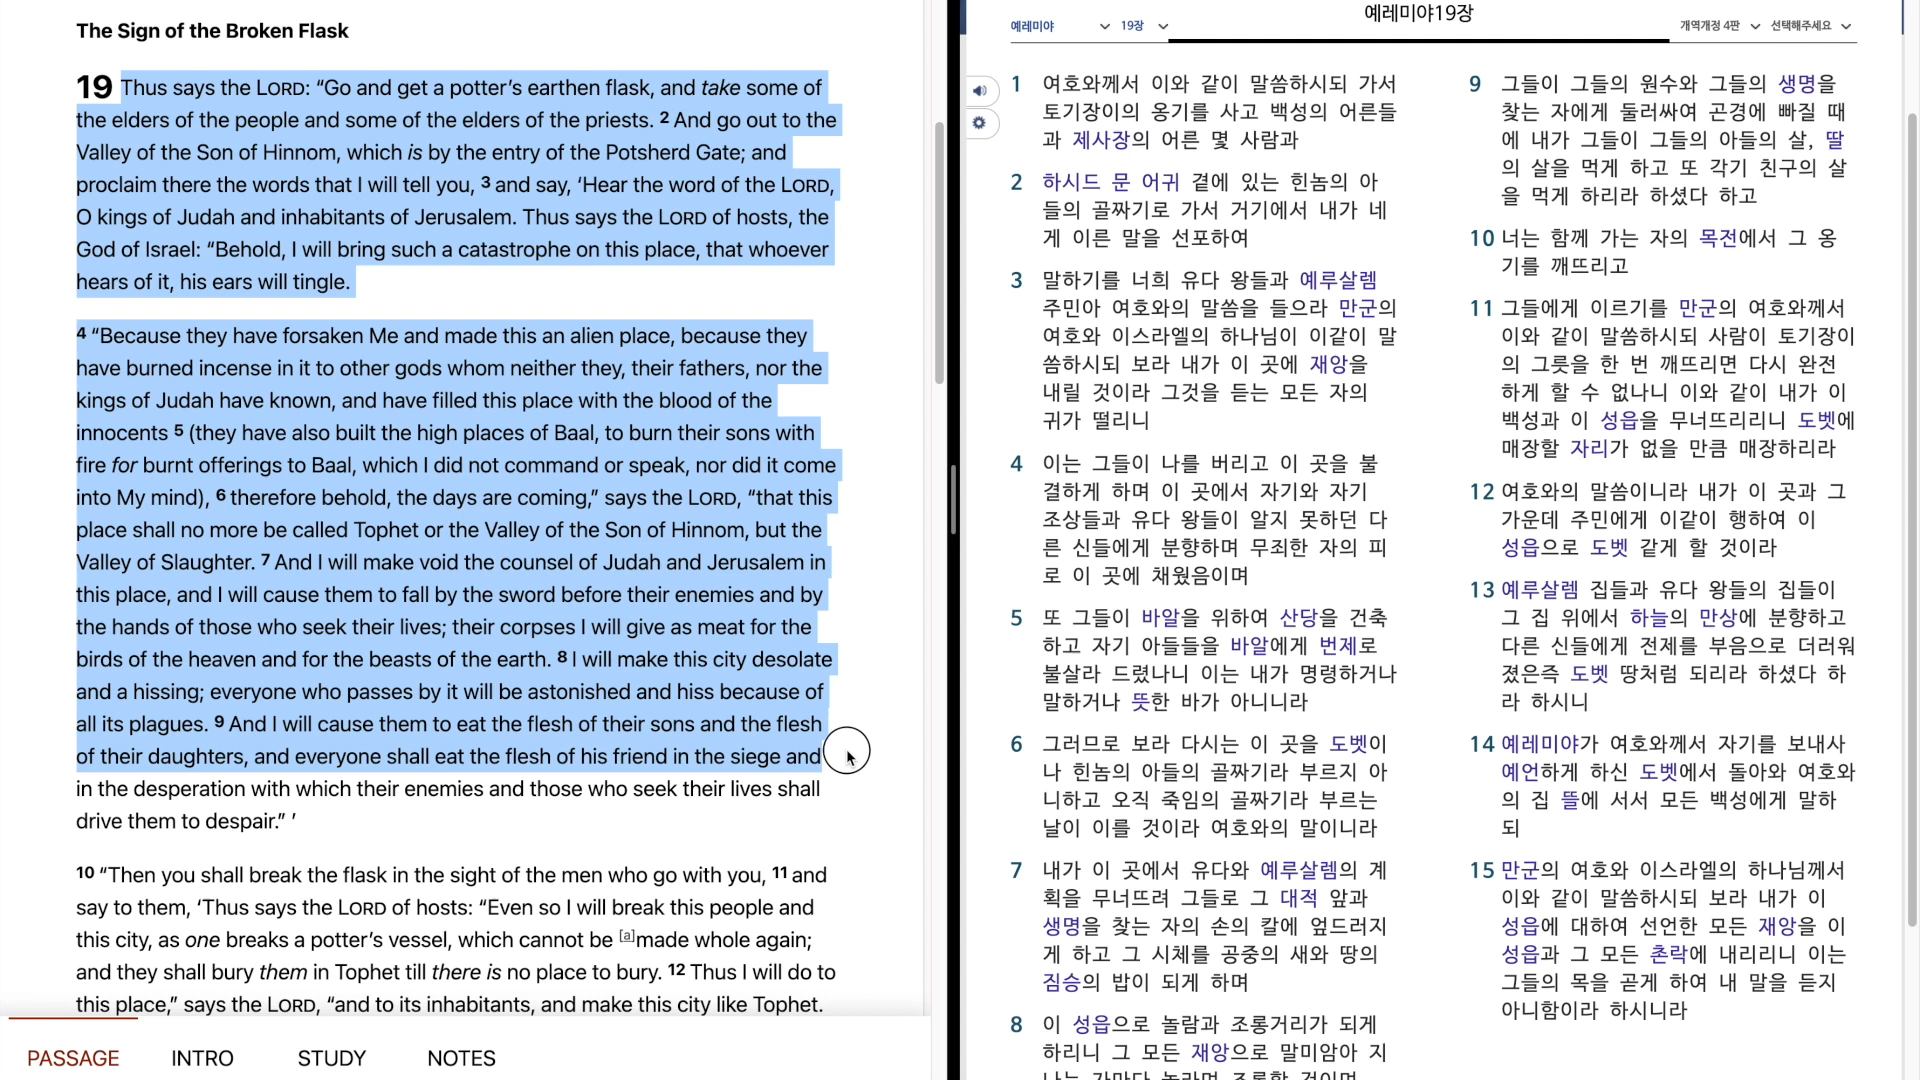 The Sign of the Broken Flask
19 Thus says the LORD: “Go and get a potter’s earthen flask, and take some of
the elders of the people and some of the elders of the priests. 2 And go out to the
Valley of the Son of Hinnom, which is by the entry of the Potsherd Gate; and
proclaim there the words that I will tell you, 3 and say, ‘Hear the word of the LORD,
O kings of Judah and inhabitants of Jerusalem. Thus says the LORD of hosts, the
God of Israel: “Behold, I will bring such a catastrophe on this place, that whoever
hears of it, his ears will tingle.
4 “Because they have forsaken Me and made this an alien place, because they
have burned incense in it to other gods whom neither they, their fathers, nor the
kings of Judah have known, and have filled this place with the blood of the
innocents 5 (they have also built the high places of Baal, to burn their sons with
fire for burnt offerings to Baal, which I did not command or speak, nor did it come
into My mind), 6 therefore behold, the days are coming,” says the LORD, “that this
place shall no more be called Tophet or the Valley of the Son of Hinnom, but the
Valley of Slaughter. 7 And I will make void the counsel of Judah and Jerusalem in
this place, and I will cause them to fall by the sword before their enemies and by
the hands of those who seek their lives; their corpses I will give as meat for the
birds of the heaven and for the beasts of the earth. 8 I will make this city desolate
and a hissing; everyone who passes by it will be astonished and hiss because of
all its plagues. 9 And I will cause them to eat the flesh of their sons and the flesh
of their daughters, and everyone shall eat the flesh of his friend in the siege and
in the desperation with which their enemies and those who seek their lives shall
drive them to despair.” ’
10 “Then you shall break the flask in the sight of the men who go with you, 11 and
say to them, ‘Thus says the LORD of hosts: “Even so I will break this people and
this city, as one breaks a potter’s vessel, which cannot be [a]made whole again;
and they shall bury them in Tophet till there is no place to bury. 12 Thus I will do to
this place,” says the LORD, “and to its inhabitants, and make this city like Tophet.
PASSAGE INTRO STUDY NOTES
예레미야19장
예레미야 19장 개역개정 4판 선택해주세요
1 여호와께서 이와 같이 말씀하시되 가서
토기장이의 옹기를 사고 백성의 어른들
과 제사장의 어른 몇 사람과
2 하시드 문 어귀 곁에 있는 힌놈의 아
들의 골짜기로 가서 거기에서 내가 네
게 이른 말을 선포하여
3 말하기를 너희 유다 왕들과 예루살렘
주민아 여호와의 말씀을 들으라 만군의
여호와 이스라엘의 하나님이 이같이 말
씀하시되 보라 내가 이 곳에 재앙을
내릴 것이라 그것을 듣는 모든 자의
귀가 떨리니
4 이는 그들이 나를 버리고 이 곳을 불
결하게 하며 이 곳에서 자기와 자기
조상들과 유다 왕들이 알지 못하던 다
른 신들에게 분향하며 무죄한 자의 피
로 이 곳에 채웠음이며
5 또 그들이 바알을 위하여 산당을 건축
하고 자기 아들들을 바알에게 번제로
불살라 드렸나니 이는 내가 명령하거나
말하거나 뜻한 바가 아니니라
6 그러므로 보라 다시는 이 곳을 도벳이
나 힌놈의 아들의 골짜기라 부르지 아
니하고 오직 죽임의 골짜기라 부르는
날이 이를 것이라 여호와의 말이니라
7 내가 이 곳에서 유다와 예루살렘의 계
획을 무너뜨려 그들로 그 대적 앞과
생명을 찾는 자의 손의 칼에 엎드러지
게 하고 그 시체를 공중의 새와 땅의
짐승의 밥이 되게 하며
8 이 성읍으로 놀람과 조롱거리가 되게
하리니 그 모든 재앙으로 말미암아 지
나는 자마다 놀라며 조롱할 것이며
9 그들이 그들의 원수와 그들의 생명을
찾는 자에게 둘러싸여 곤경에 빠질 때
에 내가 그들이 그들의 아들의 살, 딸
의 살을 먹게 하고 또 각기 친구의 살
을 먹게 하리라 하셨다 하고
10 너는 함께 가는 자의 목전에서 그 옹
기를 깨뜨리고
11 그들에게 이르기를 만군의 여호와께서
이와 같이 말씀하시되 사람이 토기장이
의 그릇을 한 번 깨뜨리면 다시 완전
하게 할 수 없나니 이와 같이 내가 이
백성과 이 성읍을 무너뜨리리니 도벳에
매장할 자리가 없을 만큼 매장하리라
12 여호와의 말씀이니라 내가 이 곳과 그
가운데 주민에게 이같이 행하여 이
성읍으로 도벳 같게 할 것이라
13 예루살렘 집들과 유다 왕들의 집들이
그 집 위에서 하늘의 만상에 분향하고
다른 신들에게 전제를 부음으로 더러워
졌은즉 도벳 땅처럼 되리라 하셨다 하
라 하시니
14 예레미야가 여호와께서 자기를 보내사
예언하게 하신 도벳에서 돌아와 여호와
의 집 뜰에 서서 모든 백성에게 말하
되
15 만군의 여호와 이스라엘의 하나님께서
이와 같이 말씀하시되 보라 내가 이
성읍에 대하여 선언한 모든 재앙을 이
성읍과 그 모든 촌락에 내리리니 이는
그들의 목을 곧게 하여 내 말을 듣지
아니함이라 하시니라